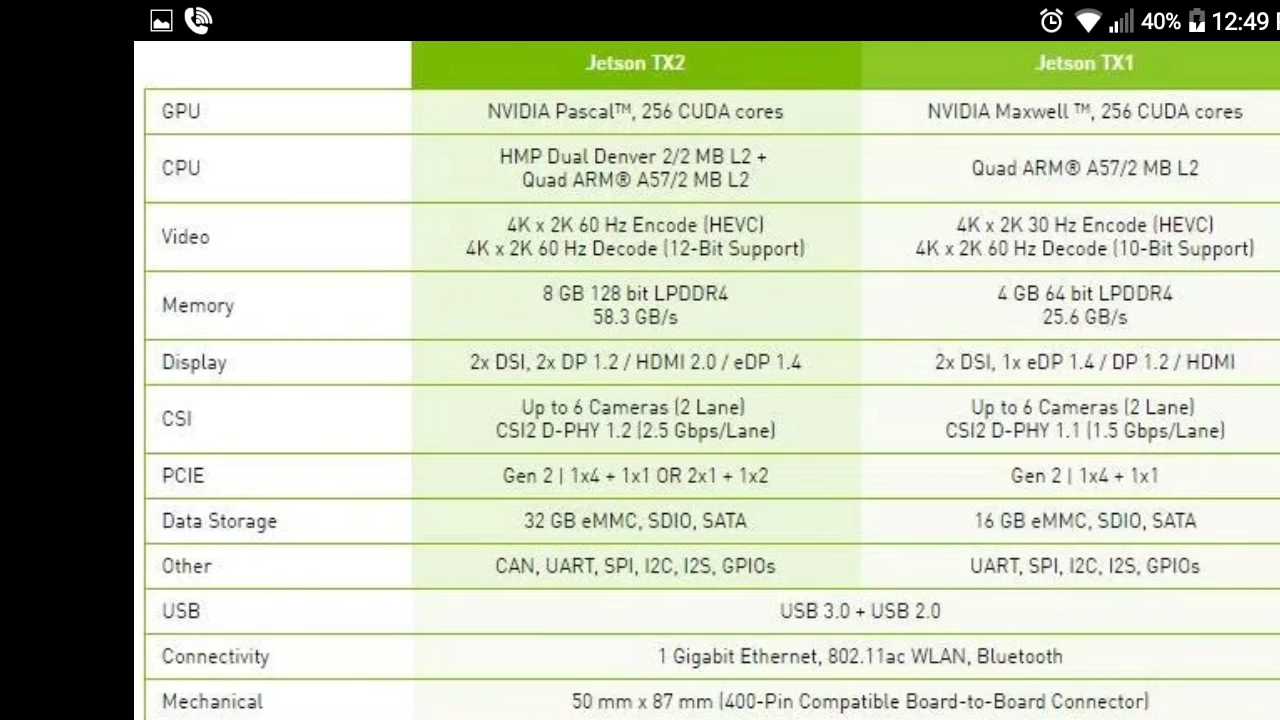 40% 12:49
Jetson TX2 Jetson TX1
GPU NVIDIA Pascal™, 256 CUDA cores NVIDIA Maxwell ™, 256 CUDA cores
CPU HMP Dual Denver 2/2 MB L2 + Quad ARM® A57/2 MB L2
Quad ARM® A57/2 MB L2
Video 4K x 2K 60 Hz Encode (HEVC) 4K x 2K 30 Hz Encode (HEVC)
4K x 2K 60 Hz Decode (12-Bit Support) 4K x 2K 60 Hz Decode (10-Bit Support)
Memory 8 GB 128 bit LPDDR4 4 GB 64 bit LPDDR4
58.3 GB/s 25.6 GB/s
Display 2x DSI, 2x DP 1.2 / HDMI 2.0 / eDP 1.4 2x DSI, 1x eDP 1.4 / DP 1.2 / HDMI
CSI Up to 6 Cameras (2 Lane) Up to 6 Cameras (2 Lane)
CSI2 D-PHY 1.2 (2.5 Gbps/Lane) CSI2 D-PHY 1.1 (1.5 Gbps/Lane)
PCIE Gen 2 | 1x4 + 1x1 OR 2x1 + 1x2 Gen 2 | 1x4 + 1x1
Data Storage 32 GB eMMC, SDIO, SATA 16 GB eMMC, SDIO, SATA
Other CAN, UART, SPI, I2C, I2S, GPIOs UART, SPI, I2C, I2S, GPIOs
USB USB 3.0 + USB 2.0
Connectivity 1 Gigabit Ethernet, 802.11ac WLAN, Bluetooth
Mechanical 50 mm x 87 mm (400-Pin Compatible Board-to-Board Connector)